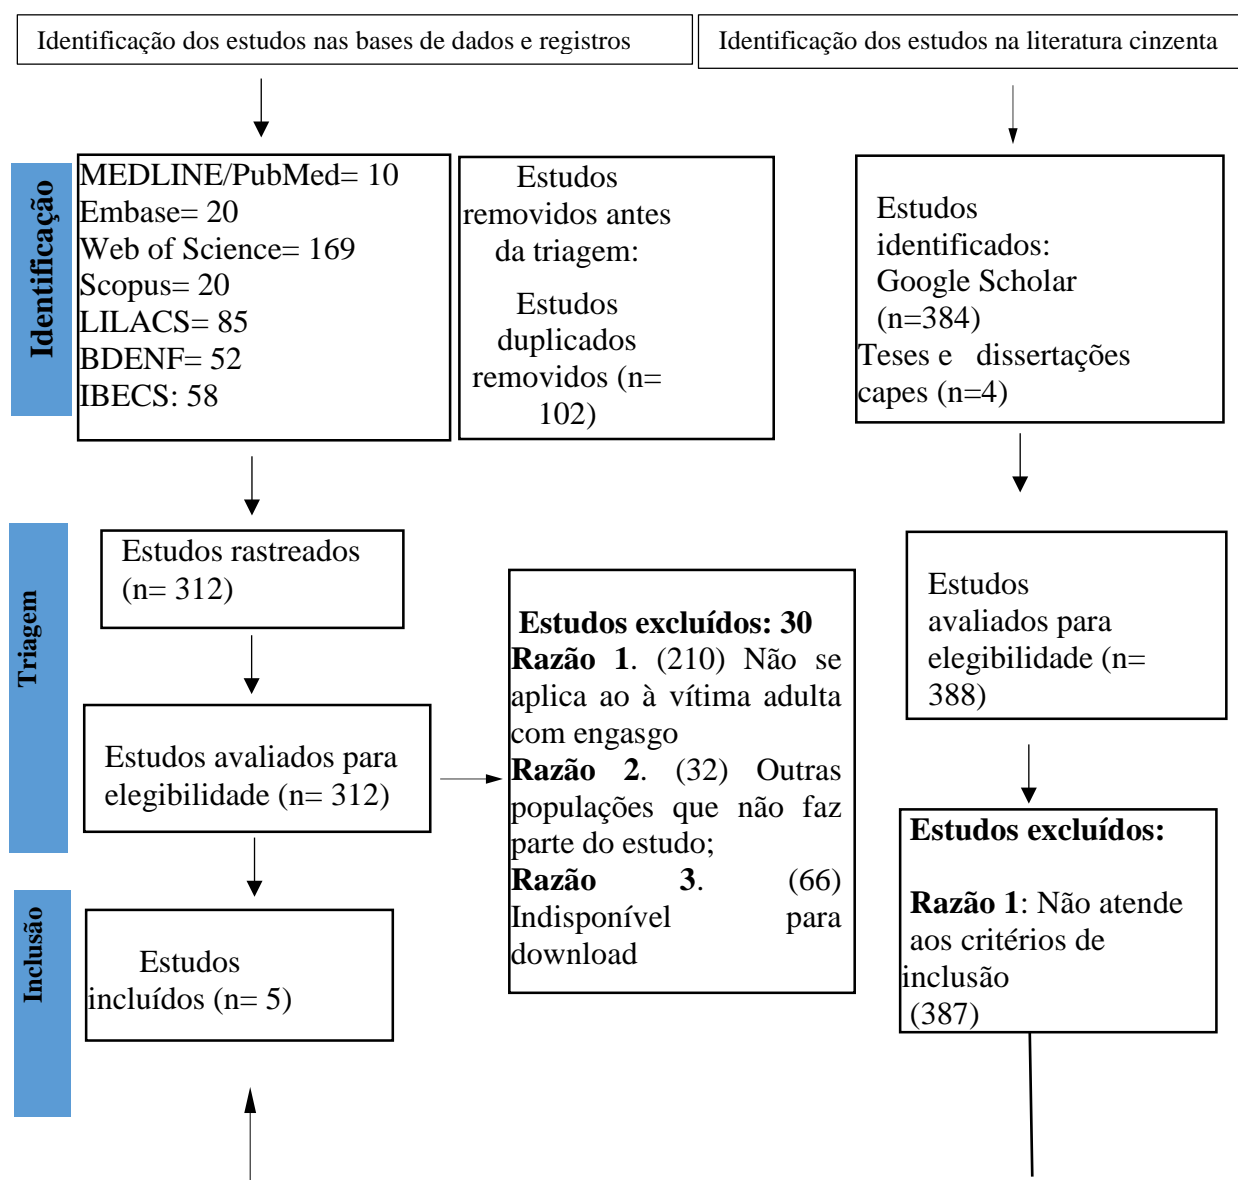 Identificação dos estudos nas bases de dados e registros
Identificação dos estudos na literatura cinzenta
Identificação
MEDLINE/PubMed= 10
Embase= 20
Web of Science= 169
Scopus= 20
LILACS= 85
BDENF= 52
IBECS: 58
Estudos
removidos antes
da triagem:
Estudos
duplicados
removidos (n=
102)
Estudos
identificados:
Google Scholar
(n=384)
Teses e dissertações
capes (n=4)
Triagem
Estudos rastreados
(n= 312)
Estudos avaliados para
elegibilidade (n= 312)
Estudos excluídos: 30
Razão 1. (210) Não se
aplica ao à vítima adulta
com engasgo
Razão 2. (32) Outras
populações que não faz
parte do estudo;
Razão 3. (66)
Indisponível para
download
Estudos
avaliados para
elegibilidade (n=
388)
Estudos excluídos:
Razão 1: Não atende
aos critérios de
inclusão
(387)
Inclusão
Estudos
incluídos (n= 5)